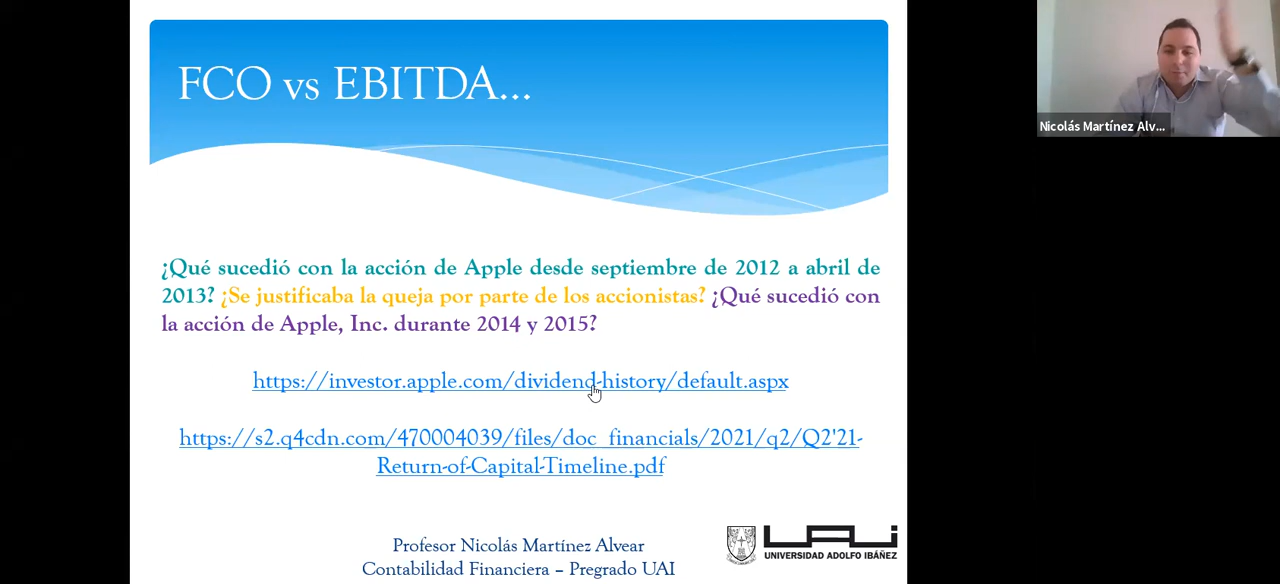 FCO vs EBITDA...
Nicolás Martínez Alv...
¿Qué sucedió con la acción de Apple desde septiembre de 2012 a abril de
2013? ¿Se justificaba la queja por parte de los accionistas? ¿Qué sucedió con
la acción de Apple, Inc. durante 2014 y 2015?
https://investor.apple.com/dividend-history/default.aspx
https://s2.q4cdn.com/470004039/files/doc_financials/2021/q2/Q2'21-
Return-of-Capital-Timeline.pdf
Profesor Nicolás Martínez Alvear
Contabilidad Financiera – Pregrado UAI
UAI
UNIVERSIDAD ADOLFO IBÁÑEZ